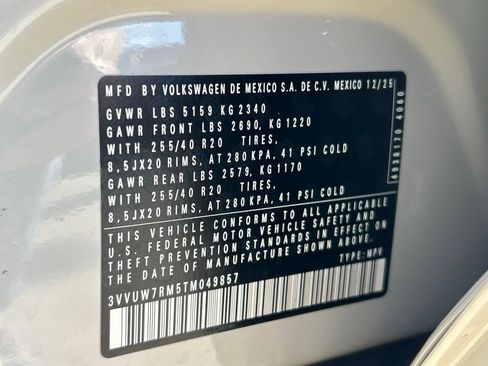 MFD BY VOLKSWAGEN DE MEXICO S.A. DE C.V. MEXICO 12/25
GVWR LBS 5159 KG 2340
GAWR FRONT LBS 2690, KG 1220
WITH 255/40 R20 TIRES,
8,5JX20 RIMS, AT 280 KPA, 41 PSI COLD
GAWR REAR LBS 2579, KG 1170
WITH 255/40 R20 TIRES,
8,5JX20 RIMS, AT 280 KPA, 41 PSI COLD
THIS VEHICLE CONFORMS TO ALL APPLICABLE
U.S. FEDERAL MOTOR VEHICLE SAFETY AND
THEFT PREVENTION STANDARDS IN EFFECT ON
THE DATE OF MANUFACTURE SHOWN ABOVE.
3VVUW7RM5TM049857 TYPE: MPV
4938170 4060